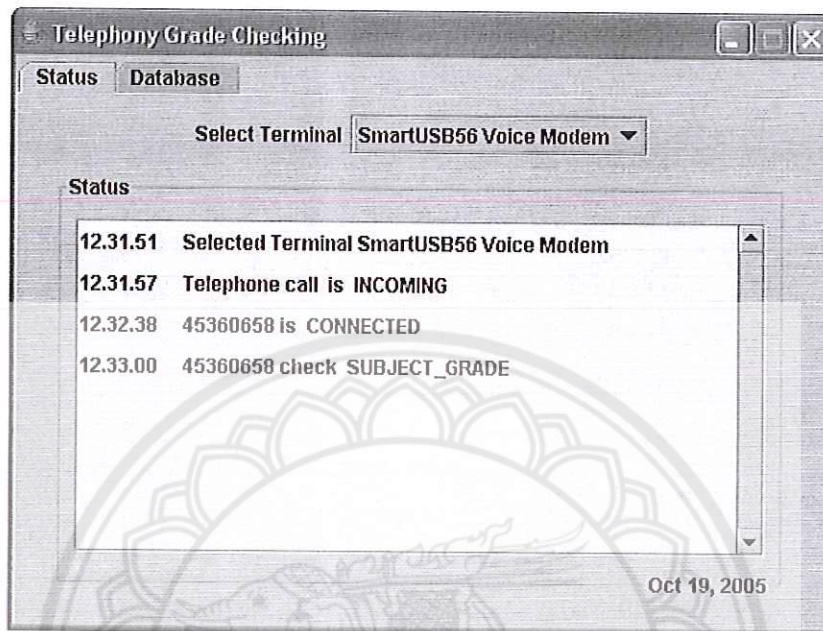 Telephony Grade Checking
Status Database
Select Terminal SmartUSB56 Voice Modem
Status
12.31.51 Selected Terminal SmartUSB56 Voice Modem
12.31.57 Telephone call is INCOMING
12.32.38 45360658 is CONNECTED
12.33.00 45360658 check SUBJECT_GRADE
Oct 19, 2005